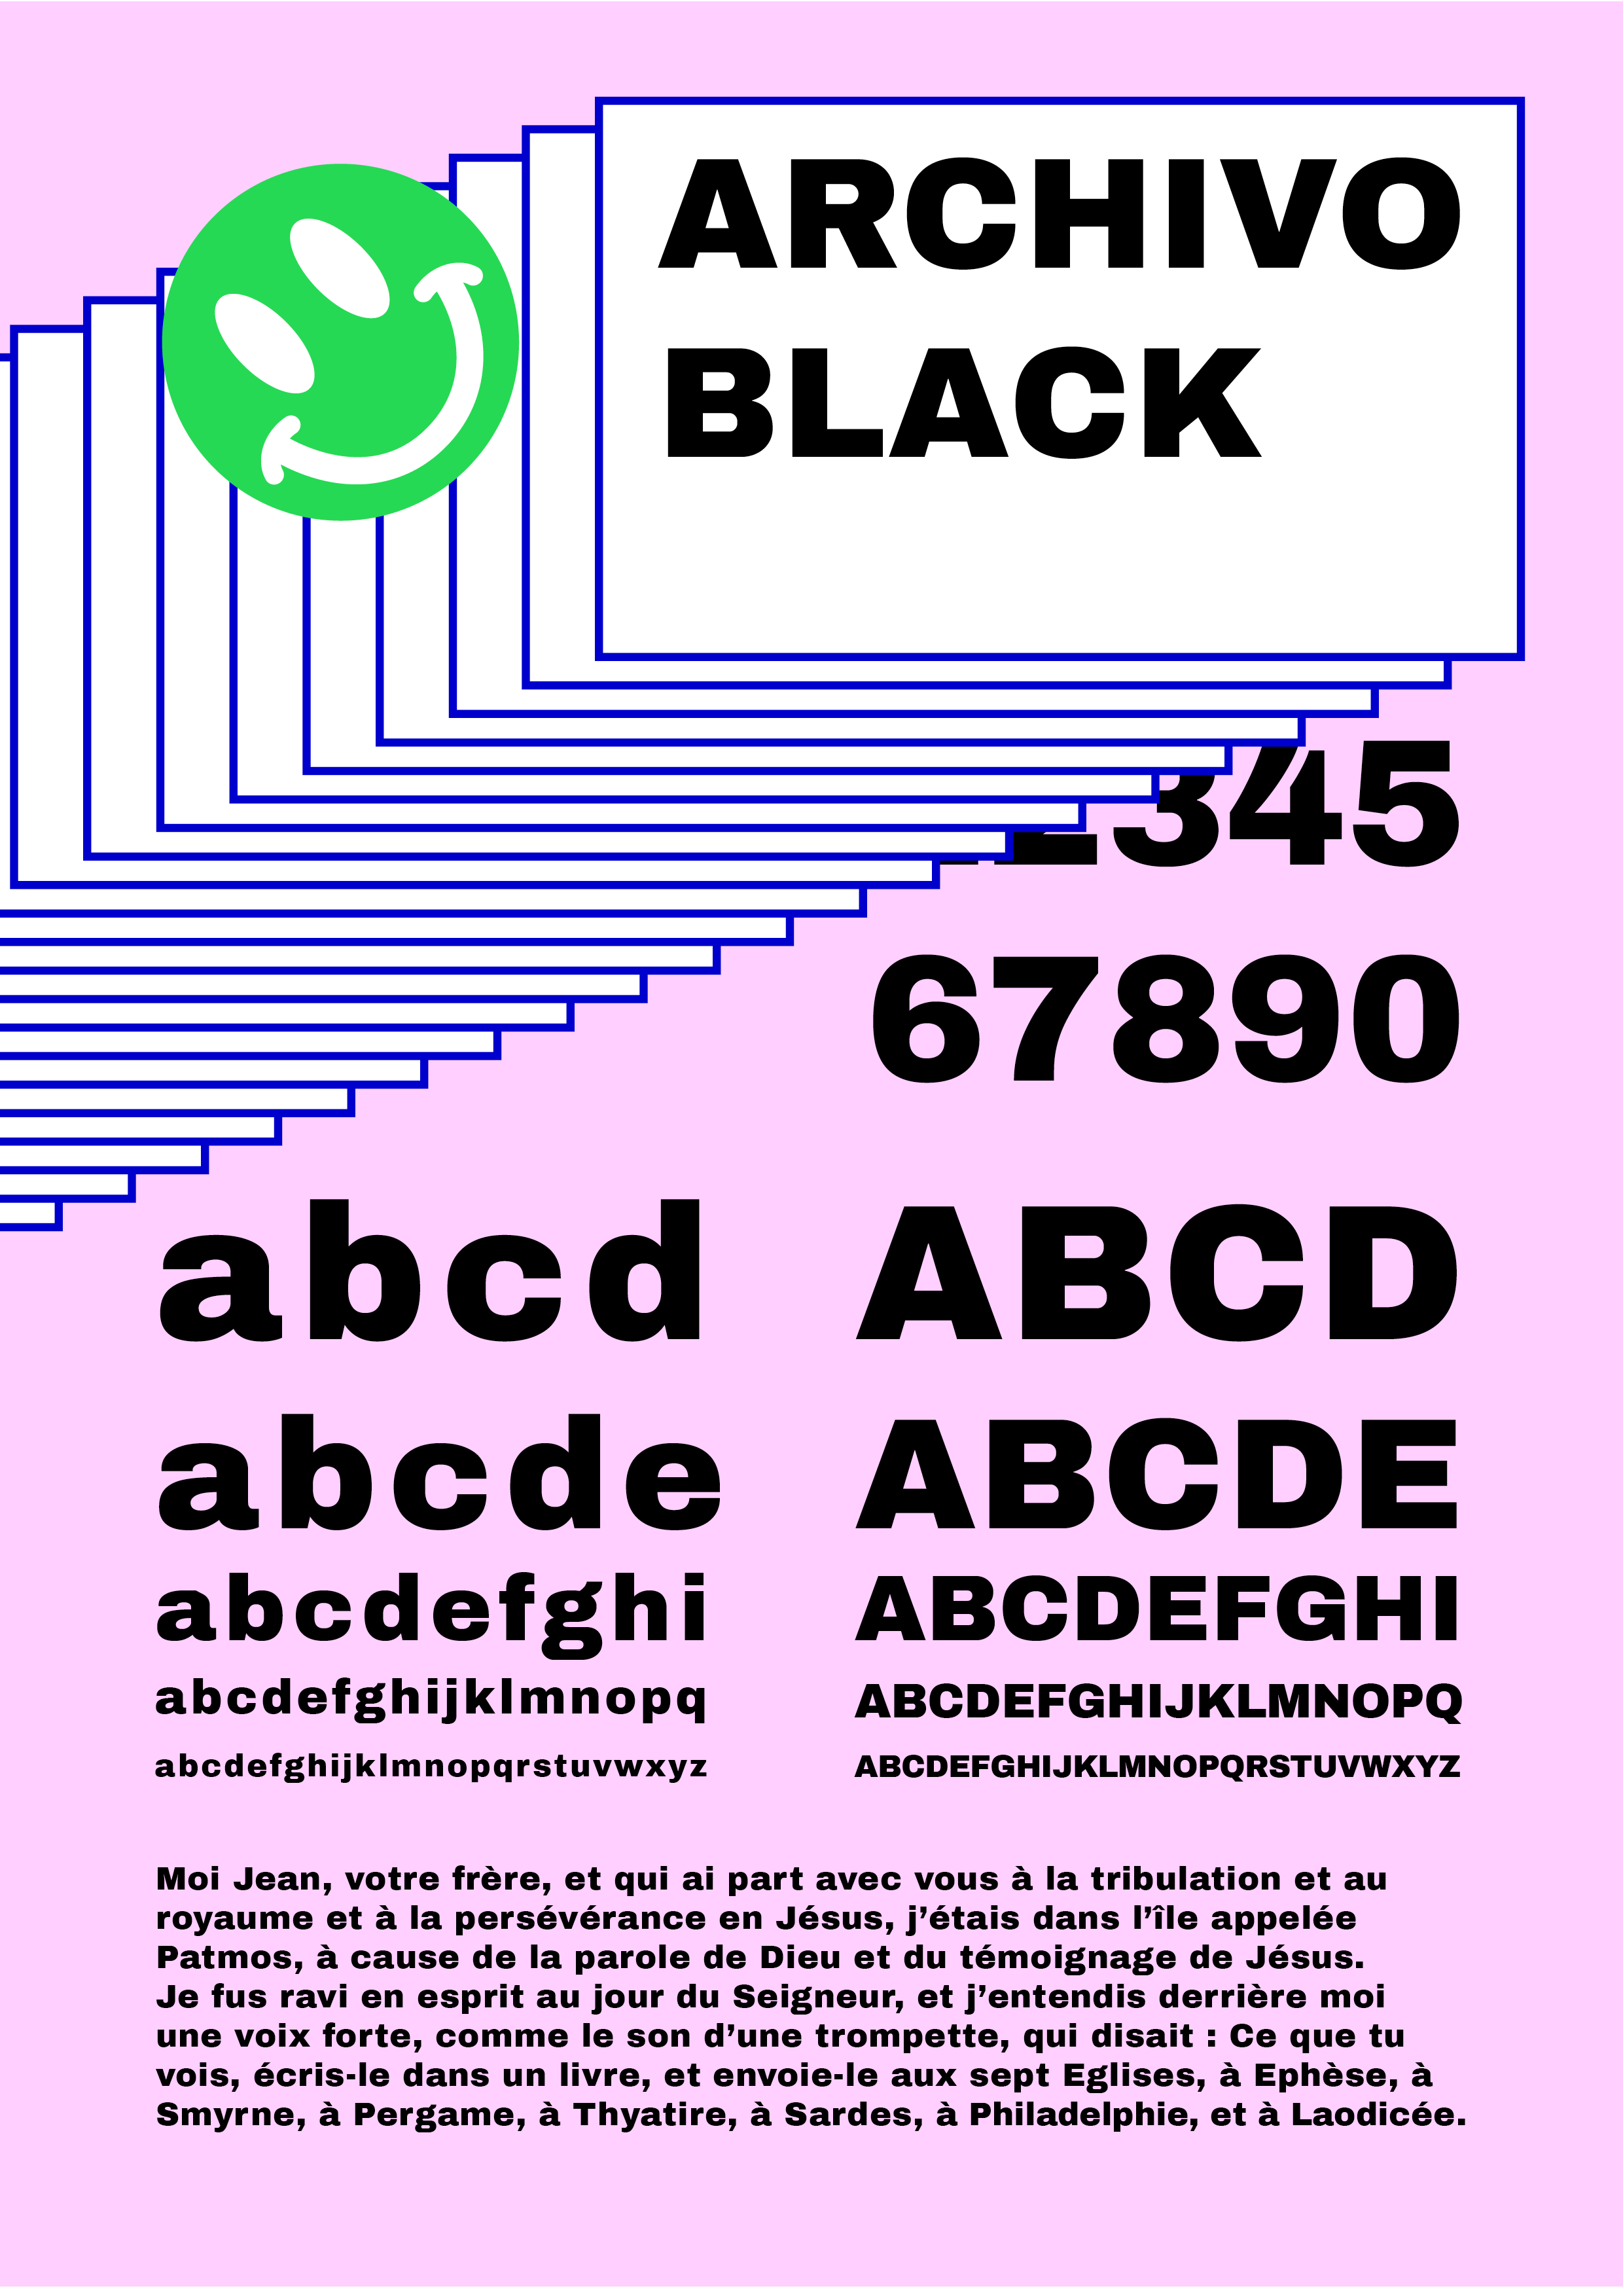 ARCHIVO
BLACK
345
67890
abcd ABCD
abcde ABCDE
abcdefghi ABCDEFGHI
abcdefghijklmnopq ABCDEFGHIJKLMNOPQ
abcdefghijklmnopqrstuvwxyz ABCDEFGHIJKLMNOPQRSTUVWXYZ
Moi Jean, votre frère, et qui ai part avec vous à la tribulation et au
royaume et à la persévérance en Jésus, j’étais dans l’île appelée
Patmos, à cause de la parole de Dieu et du témoignage de Jésus.
Je fus ravi en esprit au jour du Seigneur, et j’entendis derrière moi
une voix forte, comme le son d’une trompette, qui disait : Ce que tu
vois, écris-le dans un livre, et envoie-le aux sept Eglises, à Ephèse, à
Smyrne, à Pergame, à Thyatire, à Sardes, à Philadelphie, et à Laodicée.